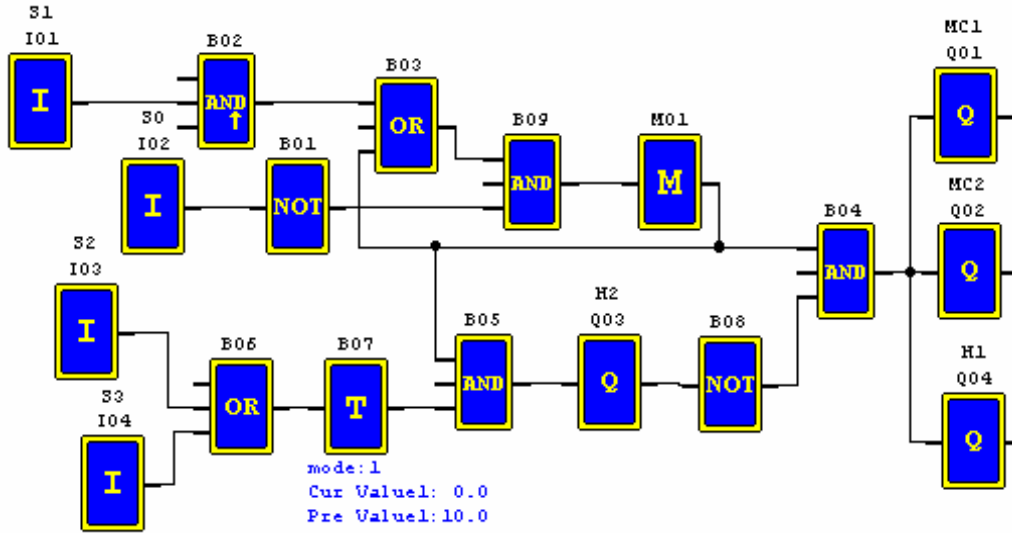 S1
I01
I
B02
AND
↑
B03
OR
S0
I02
I
B01
NOT
B09
AND
M01
M
MC1
Q01
Q
MC2
Q02
Q
B04
AND
S2
I03
I
B06
OR
B07
T
B05
AND
H2
Q03
Q
B08
NOT
H1
Q04
Q
S3
I04
I
mode:1
Cur Value1: 0.0
Pre Value1:10.0